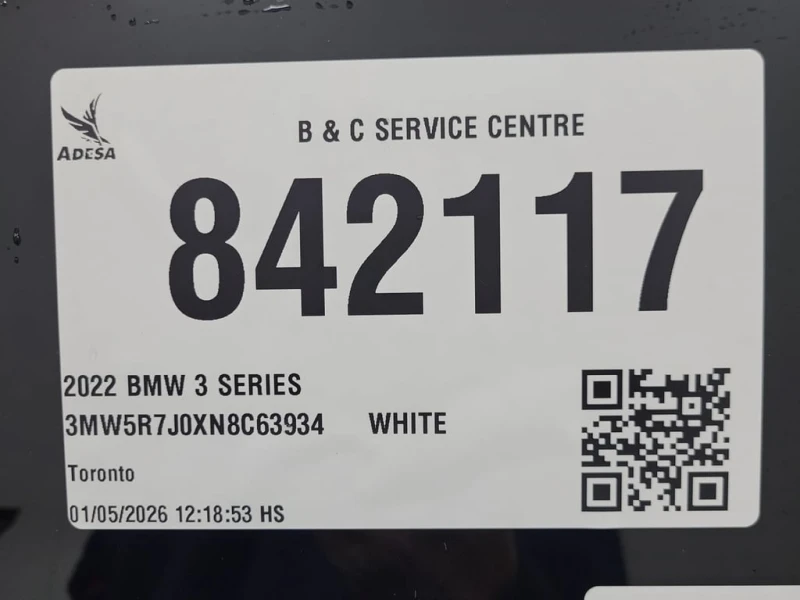 ADESA
B & C SERVICE CENTRE
842117
2022 BMW 3 SERIES
3MW5R7J0XN8C63934 WHITE
Toronto
01/05/2026 12:18:53 HS